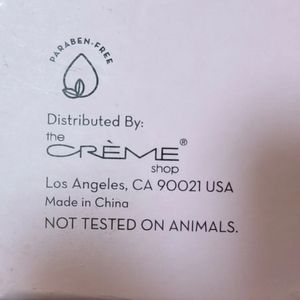 PARABEN-FREE
Distributed By:
the
CRÈME®
shop
Los Angeles, CA 90021 USA
Made in China
NOT TESTED ON ANIMALS.